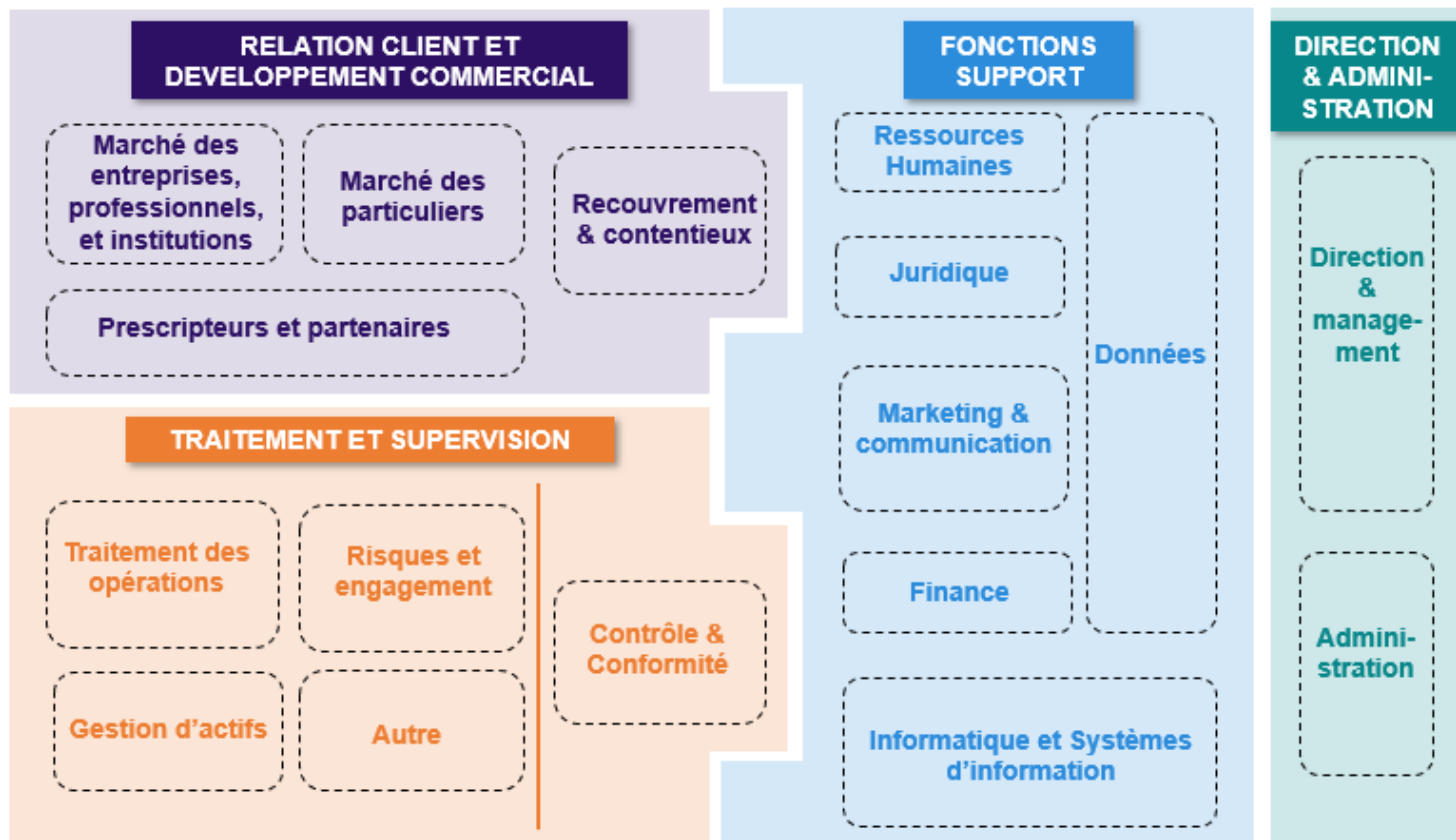 RELATION CLIENT ET
DEVELOPPEMENT COMMERCIAL
Marché des
entreprises,
professionnels,
et institutions
Marché des
particuliers
Recouvrement
& contentieux
Prescripteurs et partenaires
TRAITEMENT ET SUPERVISION
Traitement des
opérations
Risques et
engagement
Contrôle &
Conformité
Gestion d'actifs
Autre
FONCTIONS
SUPPORT
Ressources
Humaines
Juridique
Données
Marketing &
communication
Finance
Informatique et Systèmes
d'information
DIRECTION
& ADMINI-
STRATION
Direction
&
manage-
ment
Admini-
stration